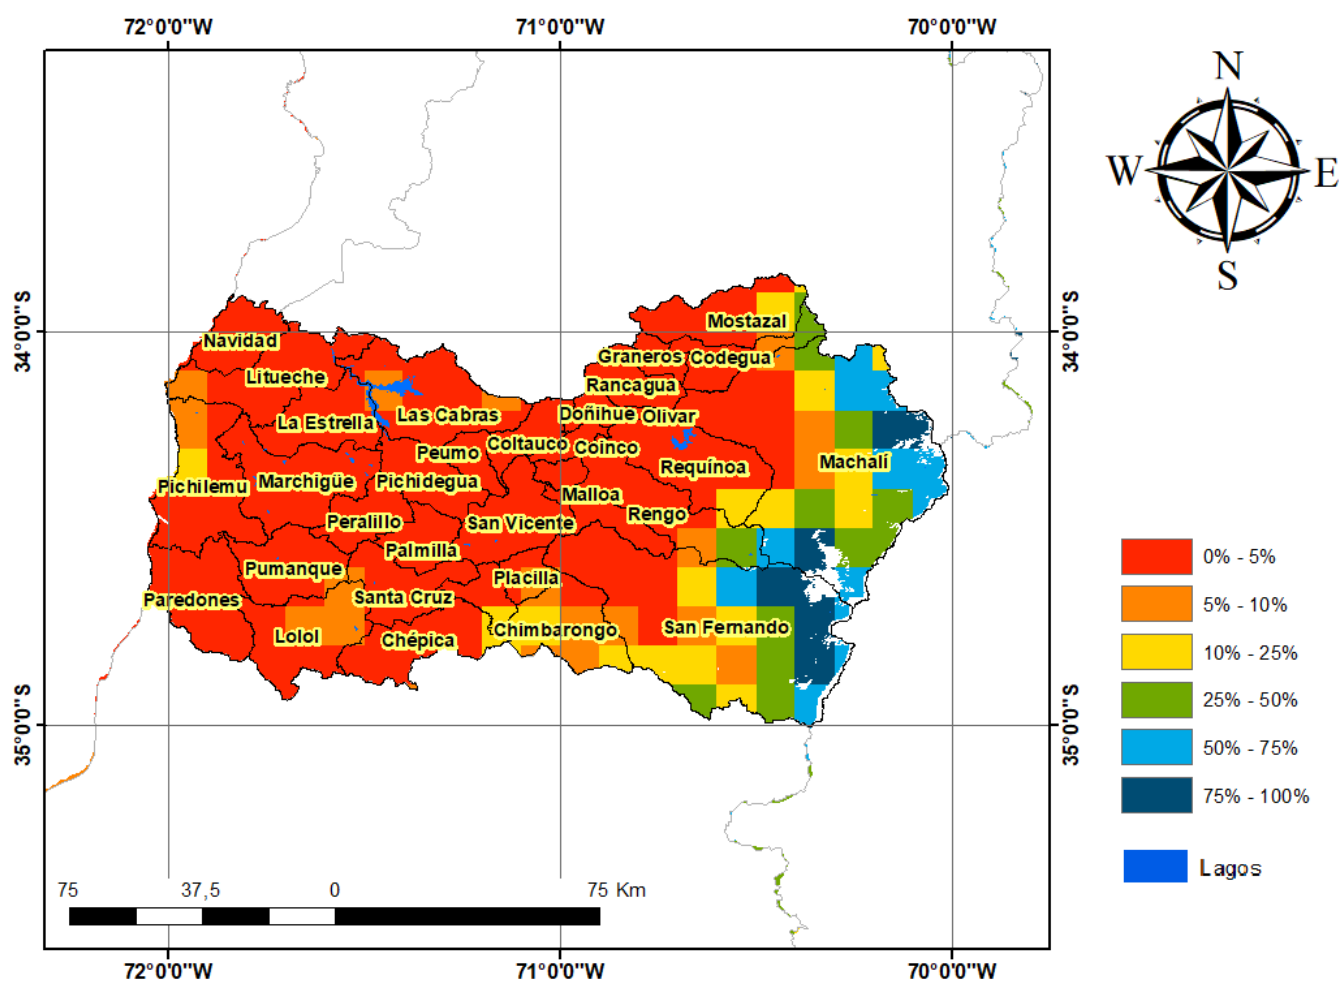 72°0'0"W 71°0'0"W 70°0'0"W
N
W E
S
34°0'0"S 34°0'0"S
Mostazal
Navidad
Graneros Codegua
Litueche
Rancagua
La Estrella Las Cabras Doñihue Olivar
Peumo Coltauco Coinco
Requínoa Machalí
Pichilemu Marchigüe Pichidegua
Malloa
Peralillo San Vicente Rengo
Palmilla
Pumanque Placilla
Paredones Santa Cruz
Lolol Chépica Chimbarongo San Fernando
35°0'0"S 35°0'0"S
0% - 5%
5% - 10%
10% - 25%
25% - 50%
50% - 75%
75% - 100%
Lagos
75 37,5 0 75 Km
72°0'0"W 71°0'0"W 70°0'0"W